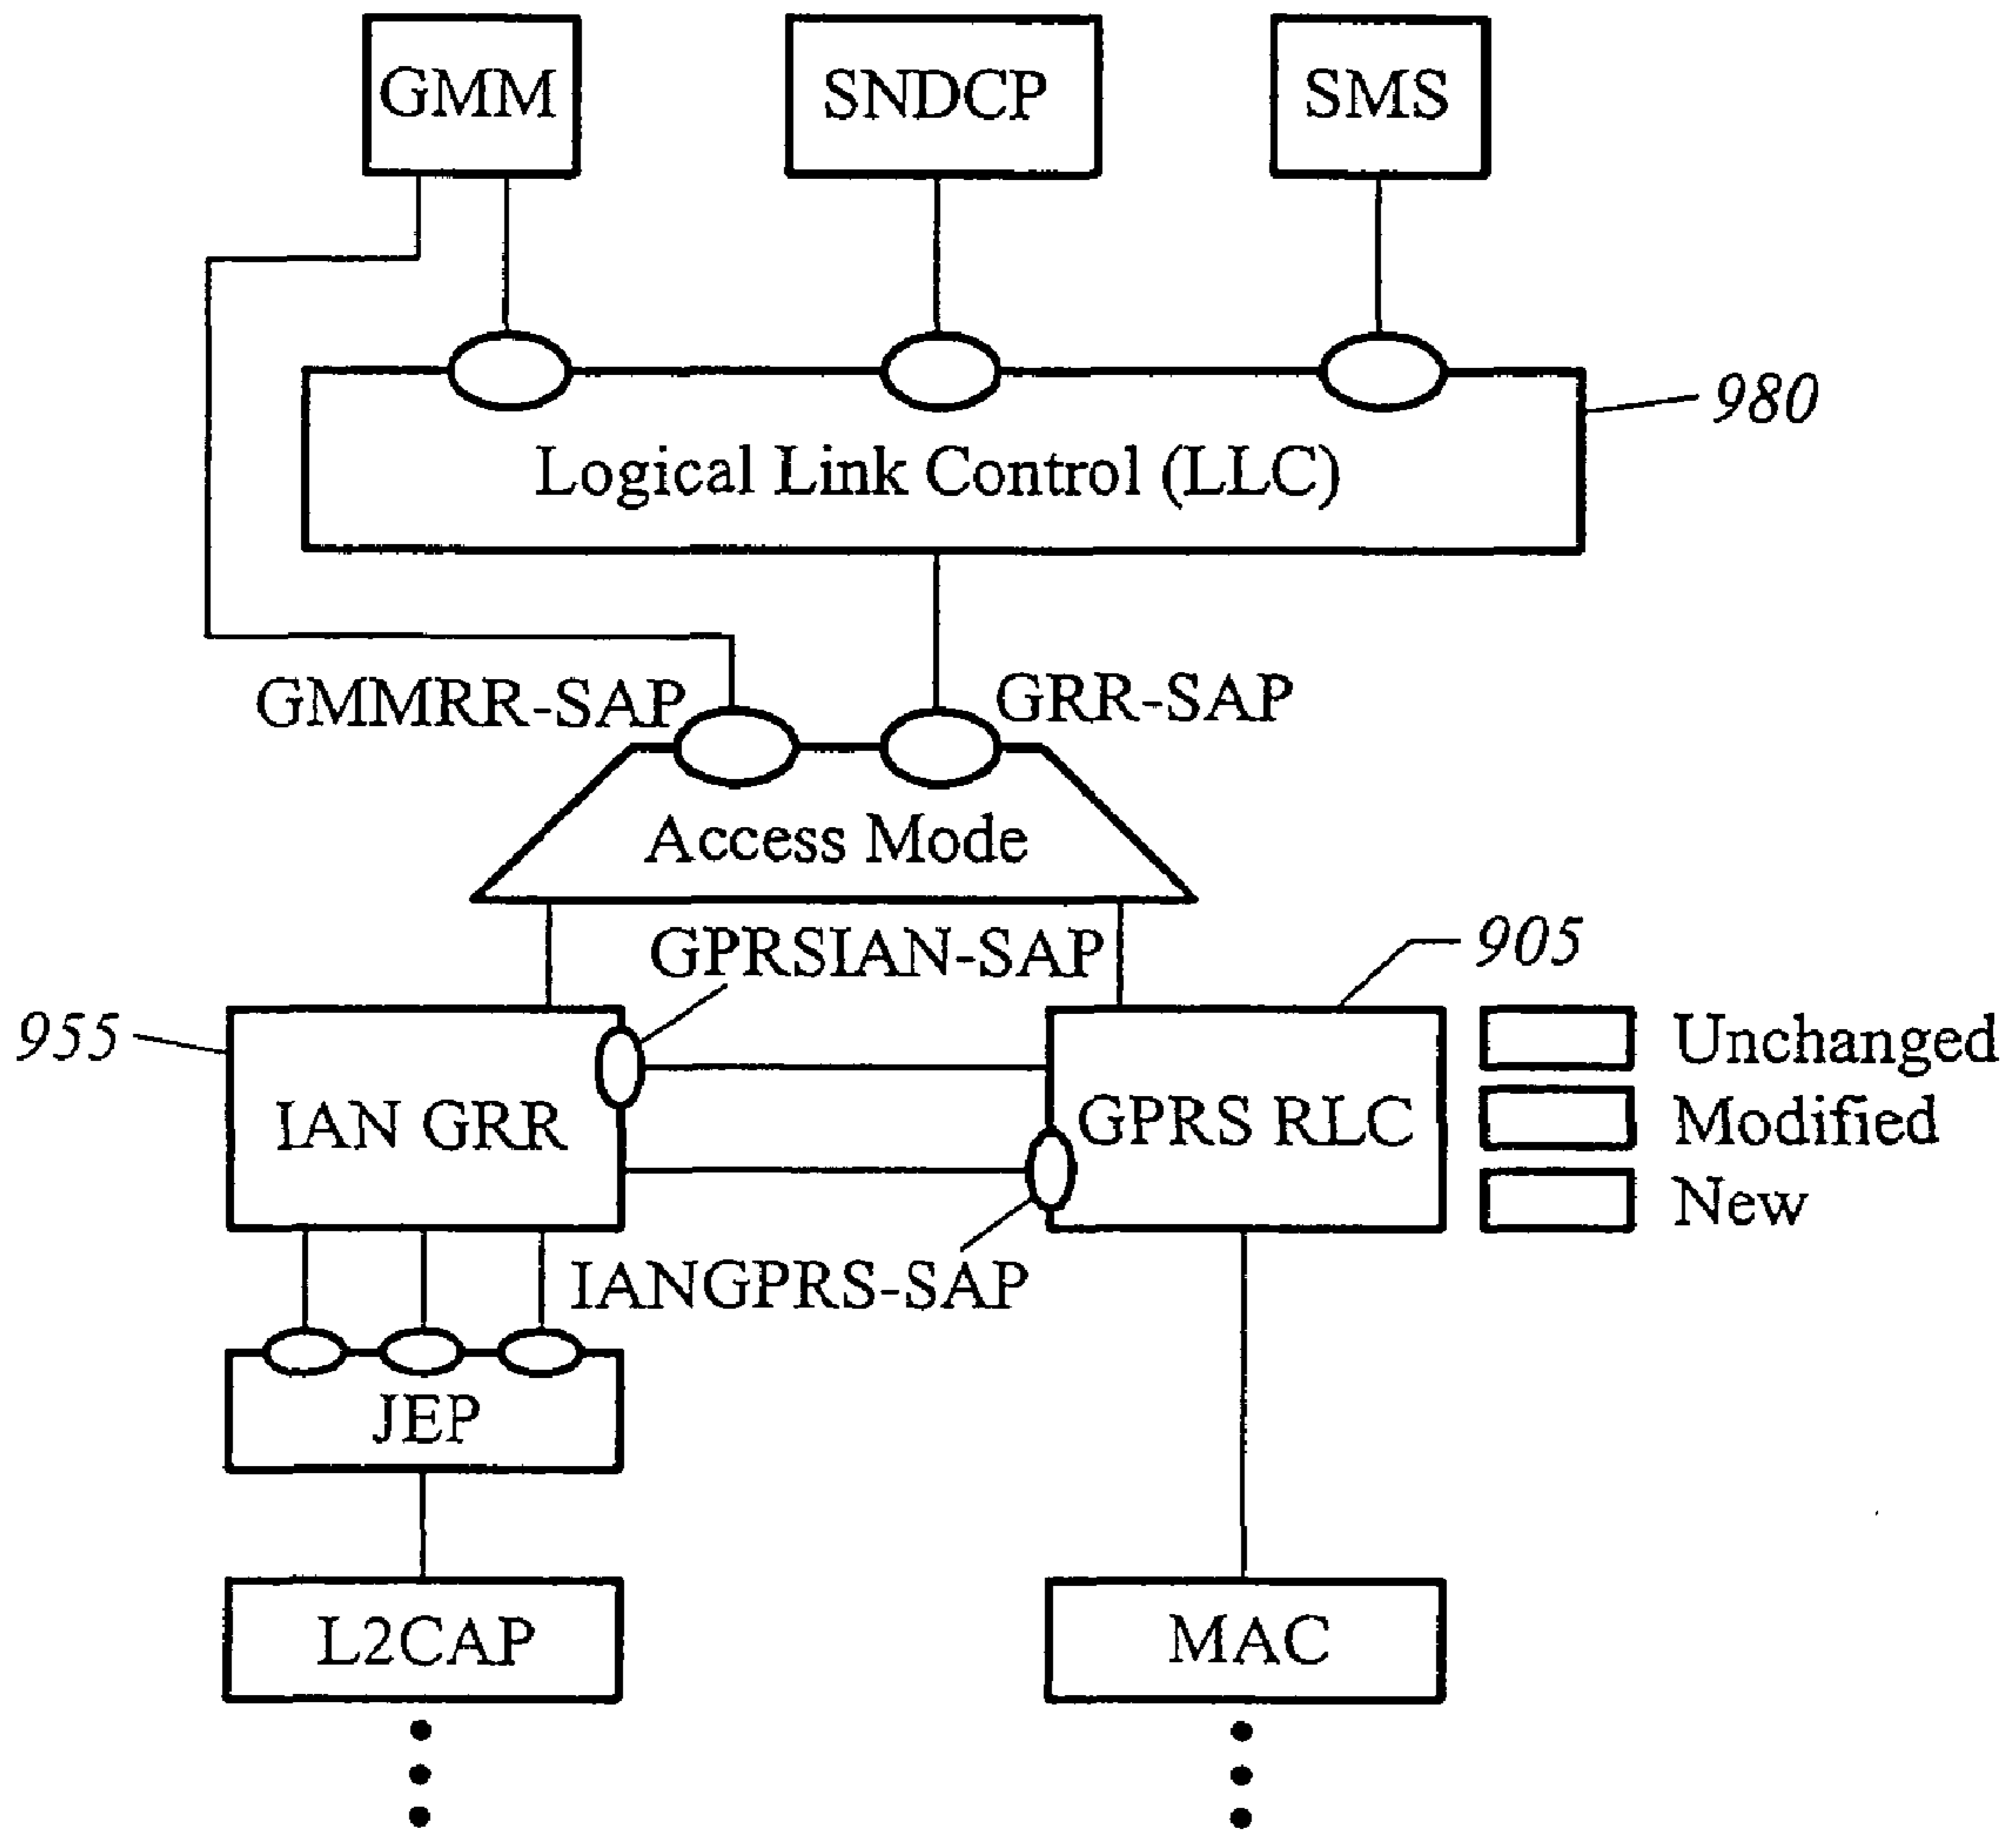 GMM
SNDCP
SMS
980
Logical Link Control (LLC)
GMMRR-SAP
GRR-SAP
Access Mode
GPRSIAN-SAP
905
955
IAN GRR
GPRS RLC
Unchanged
Modified
New
IANGPRS-SAP
JEP
L2CAP
MAC